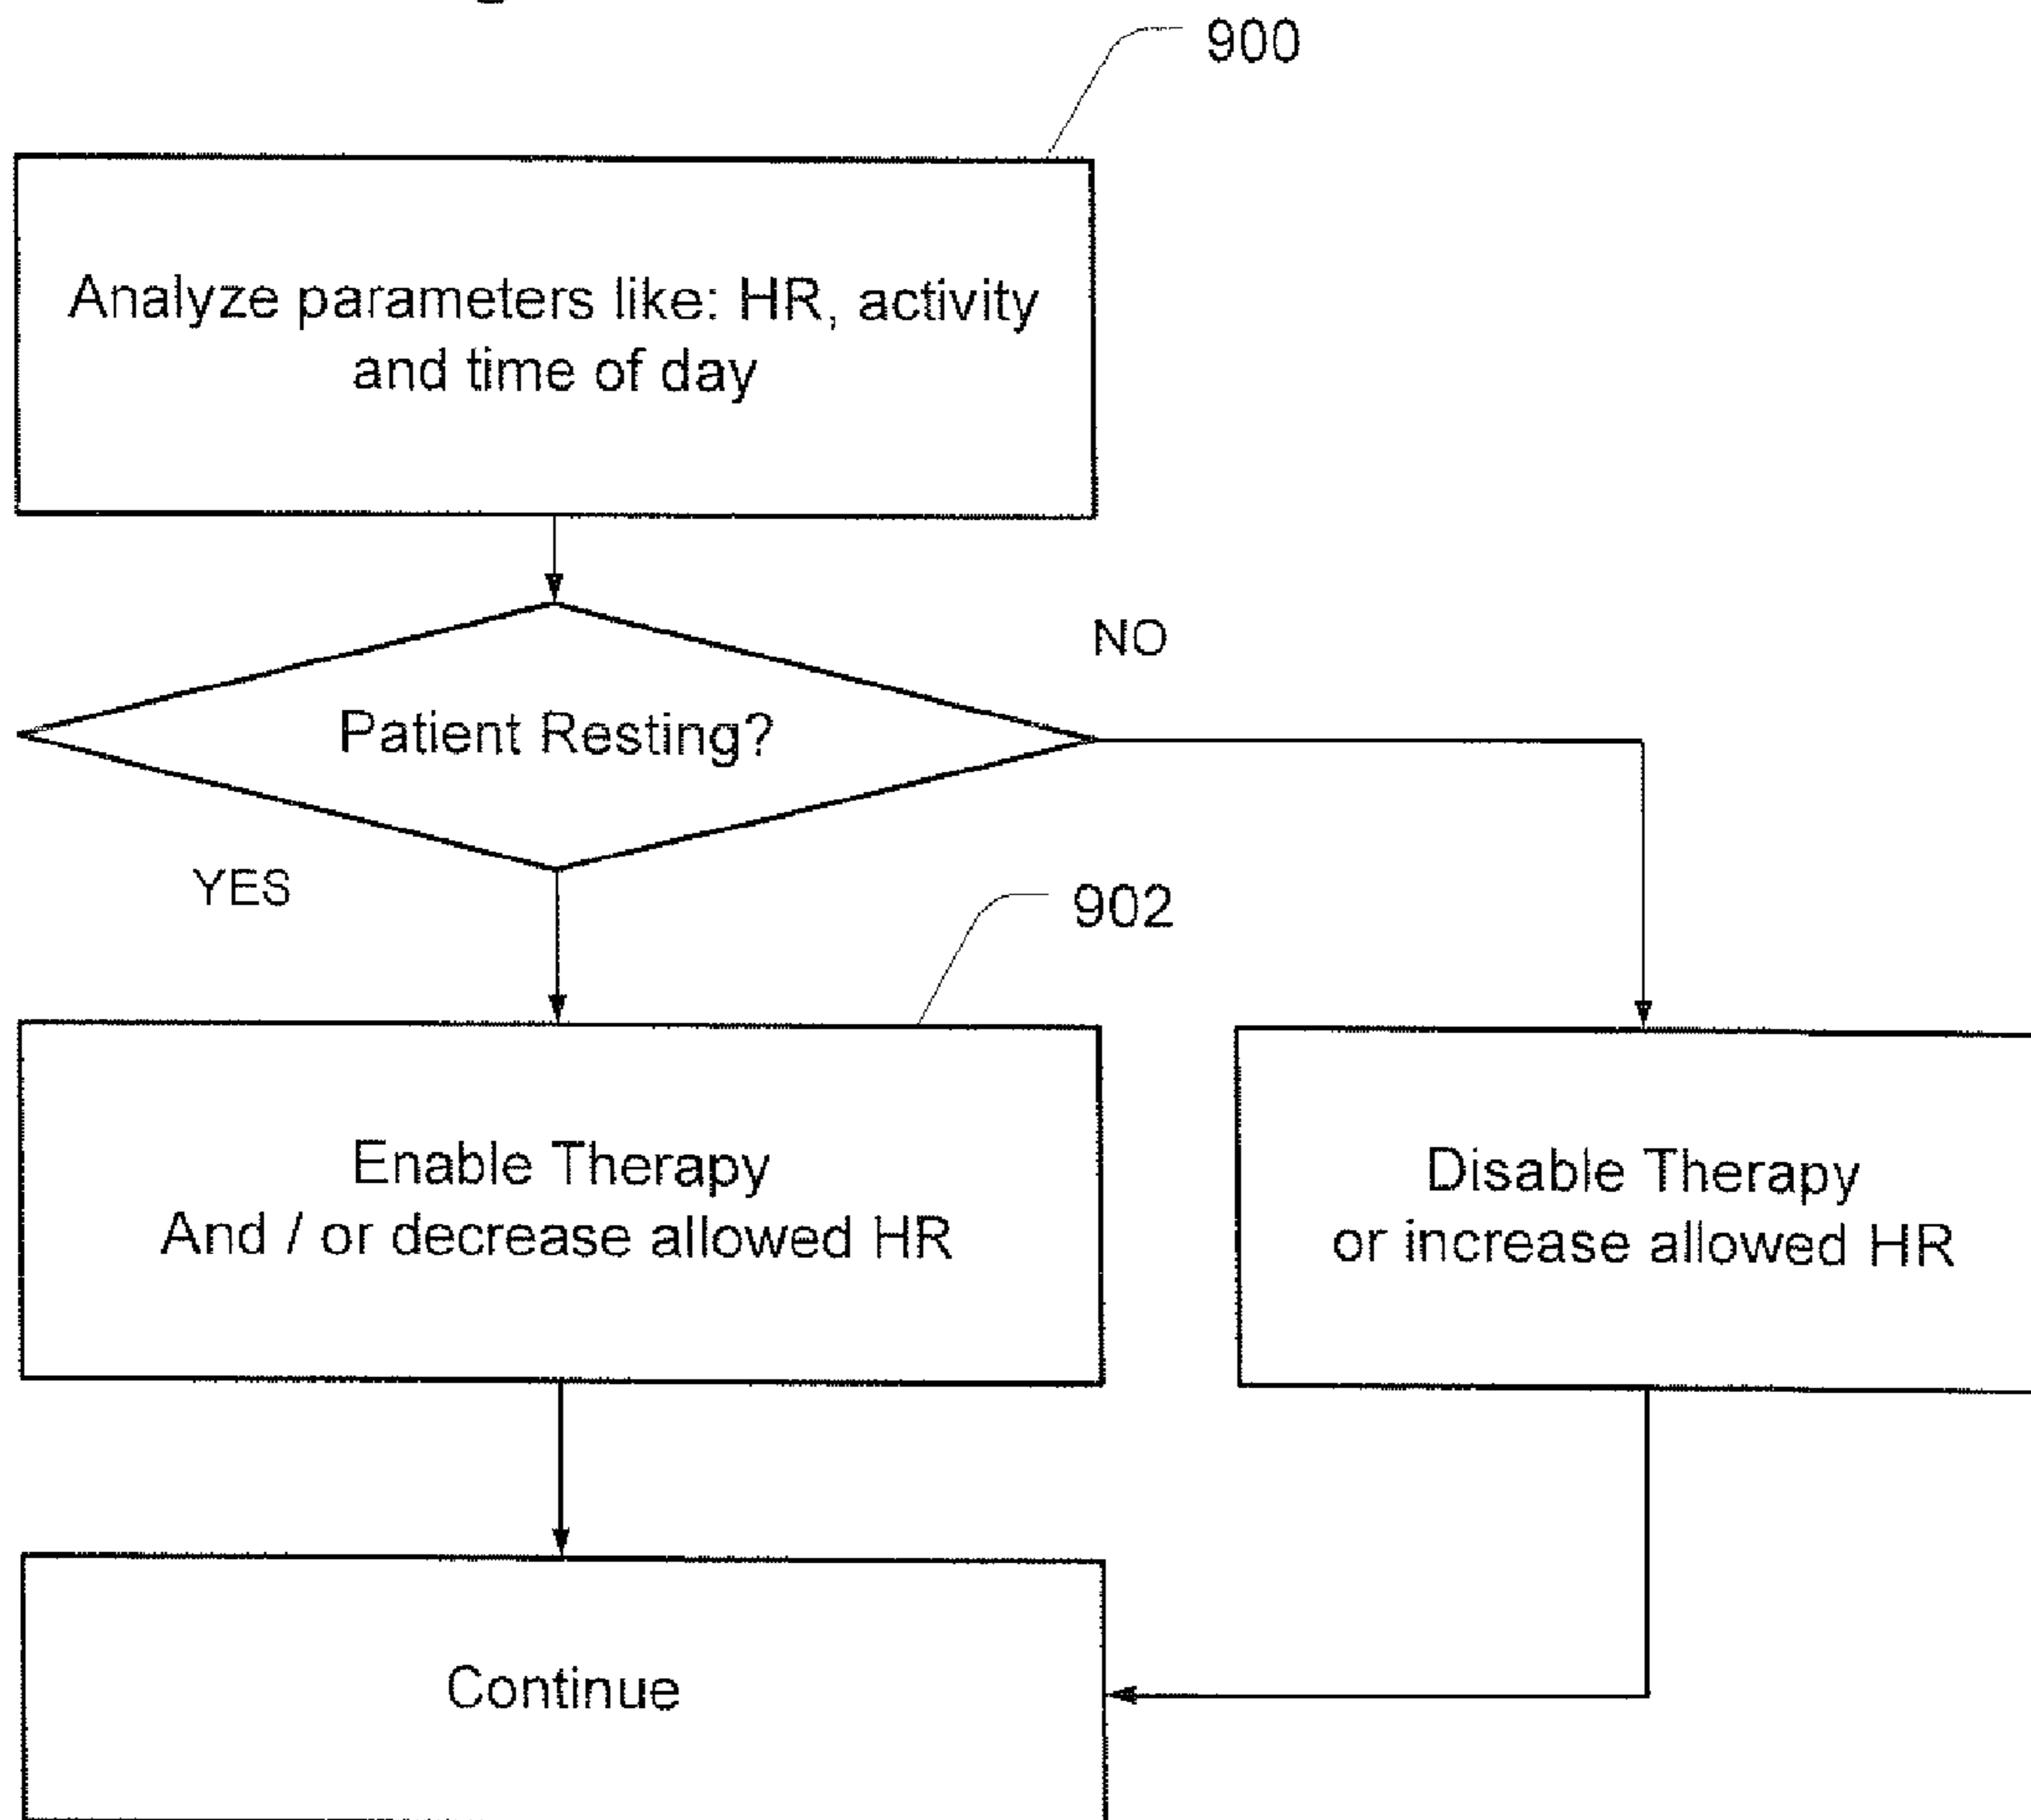 900
Analyze parameters like: HR, activity
and time of day
NO
Patient Resting?
YES
902
Enable Therapy
And / or decrease allowed HR
Disable Therapy
or increase allowed HR
Continue